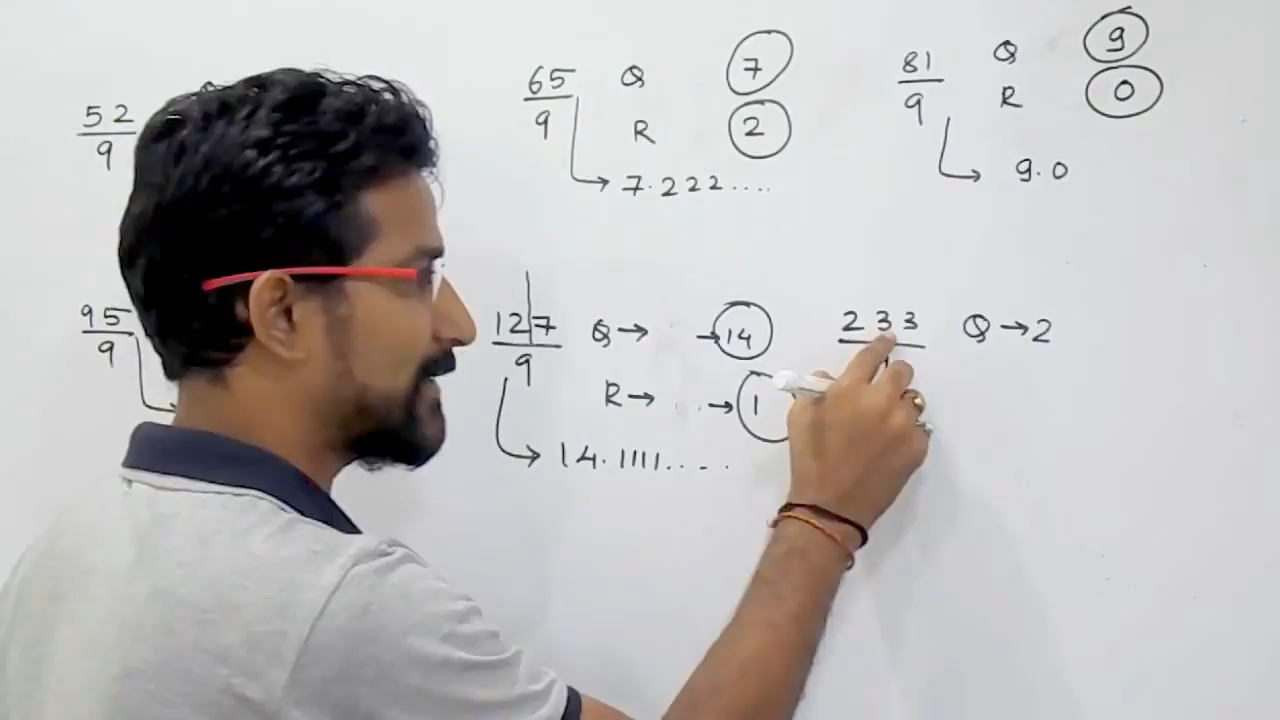 52
9
65
9
Q 7
R 2
7.222....
81
9
Q 9
R 0
9.0
95
9
127
9
Q → → 14
R → → 1
14.1111.....
233
Q → 2